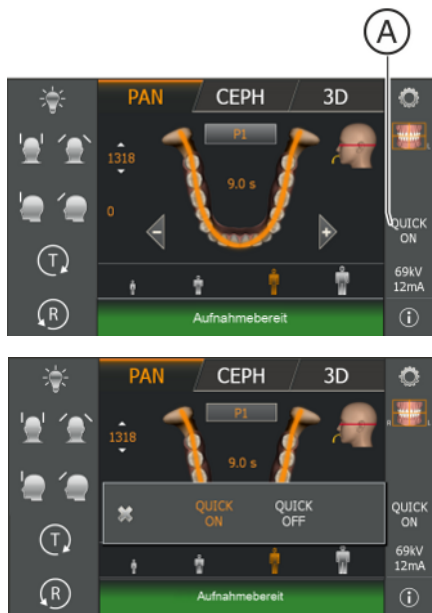 A
PAN
CEPH
3D
P1
1318
9.0 s
0
L
QUICK
ON
T
69kV
12mA
R
Aufnahmebereit
i
PAN
CEPH
3D
P1
1318
R
L
9.0 s
QUICK
ON
QUICK
OFF
QUICK
ON
T
69kV
12mA
R
Aufnahmebereit
i